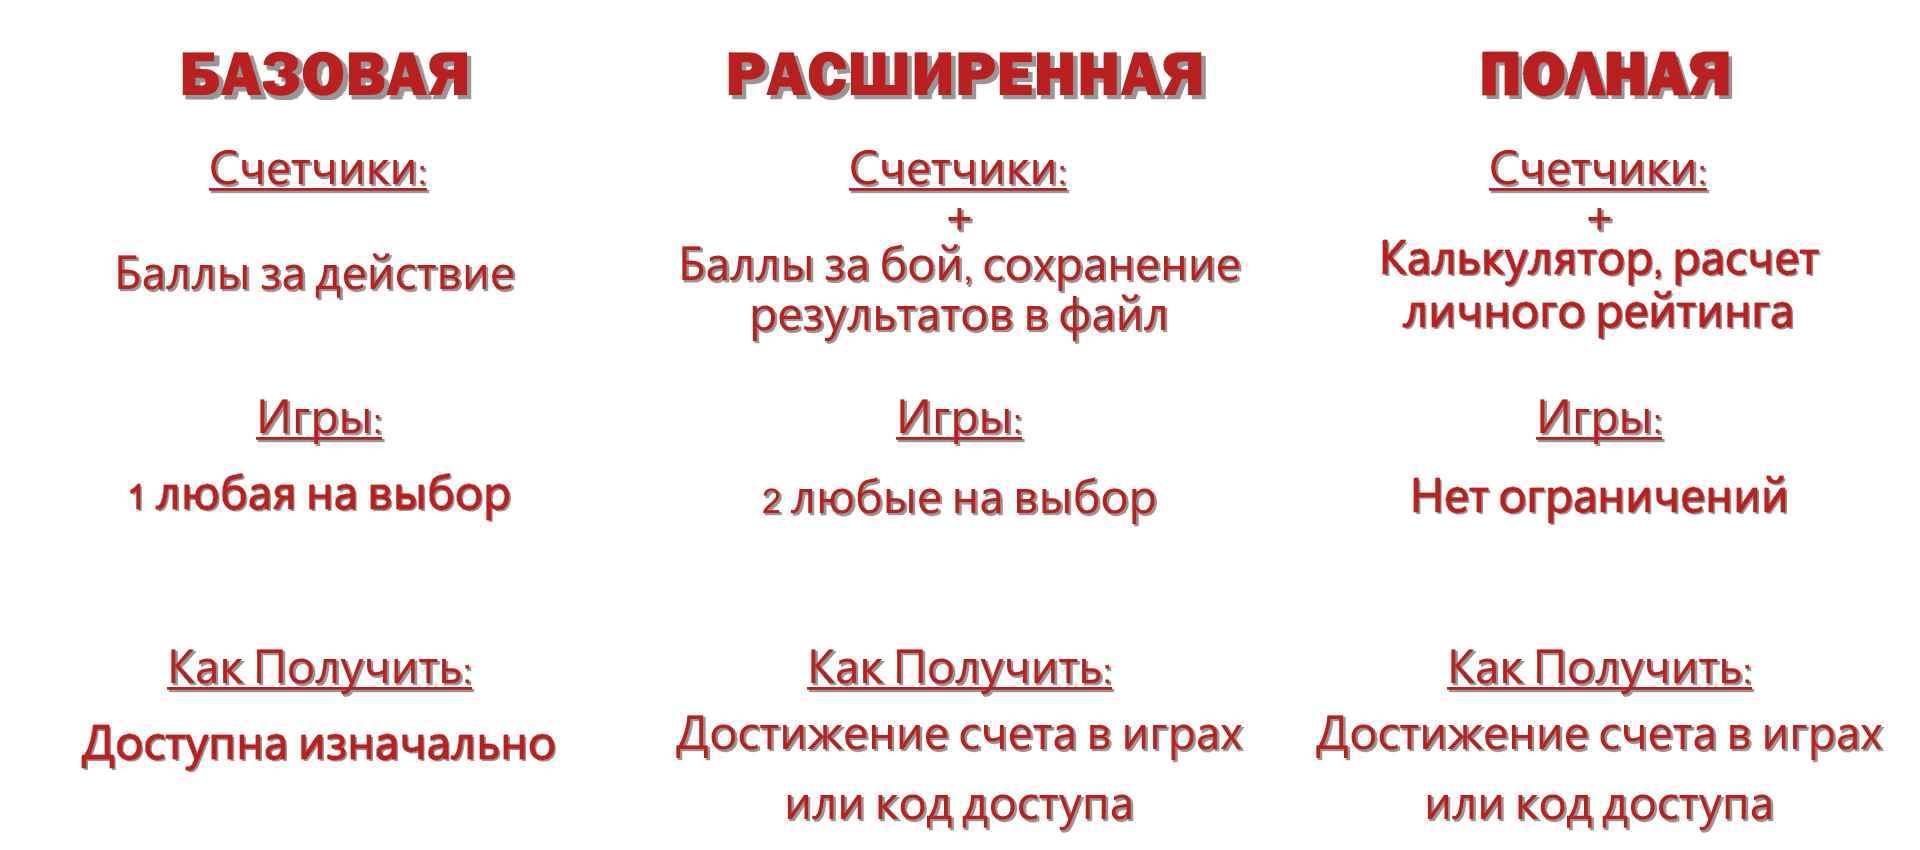 БАЗОВАЯ
Счетчики:
Баллы за действие
Игры:
1 любая на выбор
Как Получить:
Доступна изначально
РАСШИРЕННАЯ
Счетчики:
+
Баллы за бой, сохранение
результатов в файл
Игры:
2 любые на выбор
Как Получить:
Достижение счета в играх
или код доступа
ПОЛНАЯ
Счетчики:
+
Калькулятор, расчет
личного рейтинга
Игры:
Нет ограничений
Как Получить:
Достижение счета в играх
или код доступа